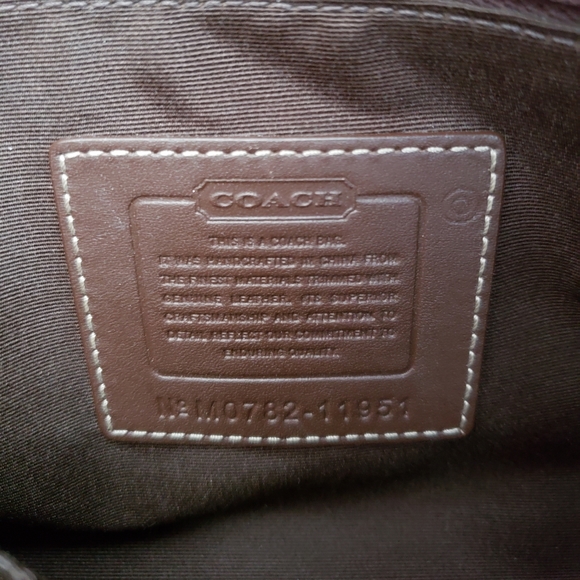 COACH
©
THIS IS A COACH BAG.
IT WAS HANDCRAFTED IN CHINA FROM
THE FINEST MATERIALS TRIMMED WITH
GENUINE LEATHER. ITS SUPERIOR
CRAFTSMANSHIP AND ATTENTION TO
DETAIL REFLECT OUR COMMITMENT TO
ENDURING QUALITY.
No M0782-11951